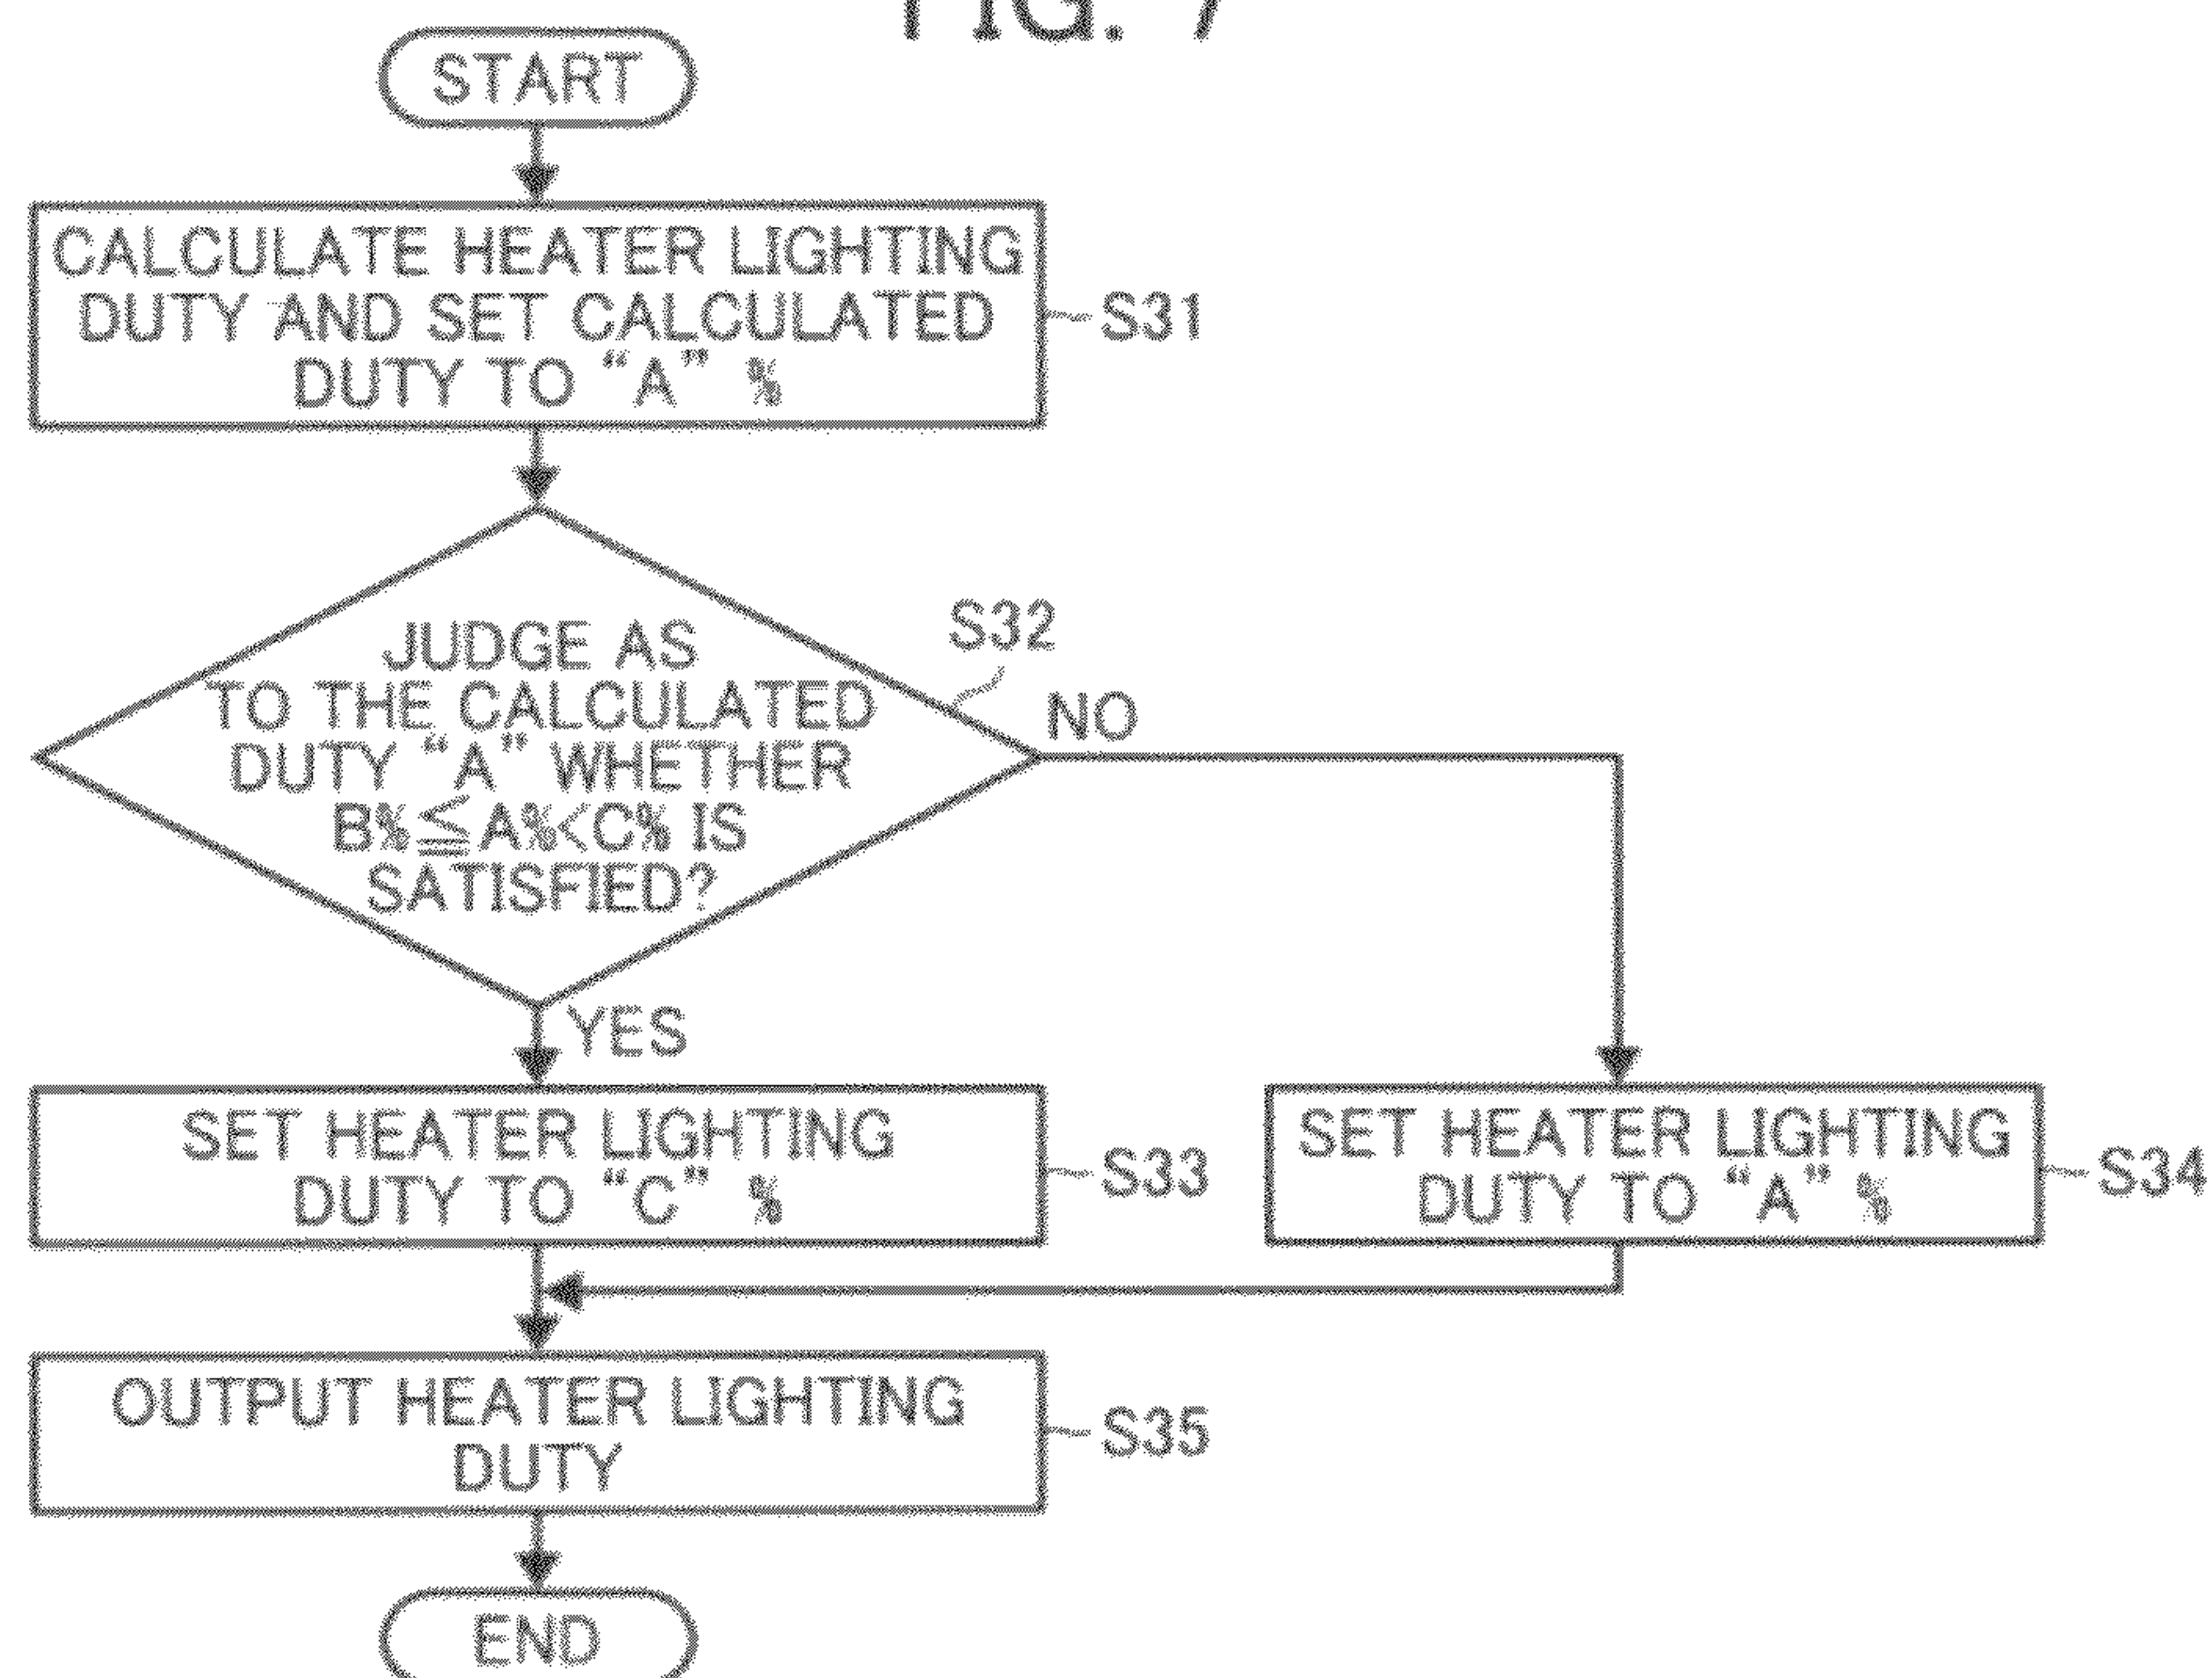 FIG. 7
START
CALCULATE HEATER LIGHTING
DUTY AND SET CALCULATED
DUTY TO “A” %
S31
JUDGE AS
TO THE CALCULATED
DUTY “A” WHETHER
B%≦A%<C% IS
SATISFIED?
S32
NO
YES
SET HEATER LIGHTING
DUTY TO “C” %
S33
SET HEATER LIGHTING
DUTY TO “A” %
S34
OUTPUT HEATER LIGHTING
DUTY
S35
END